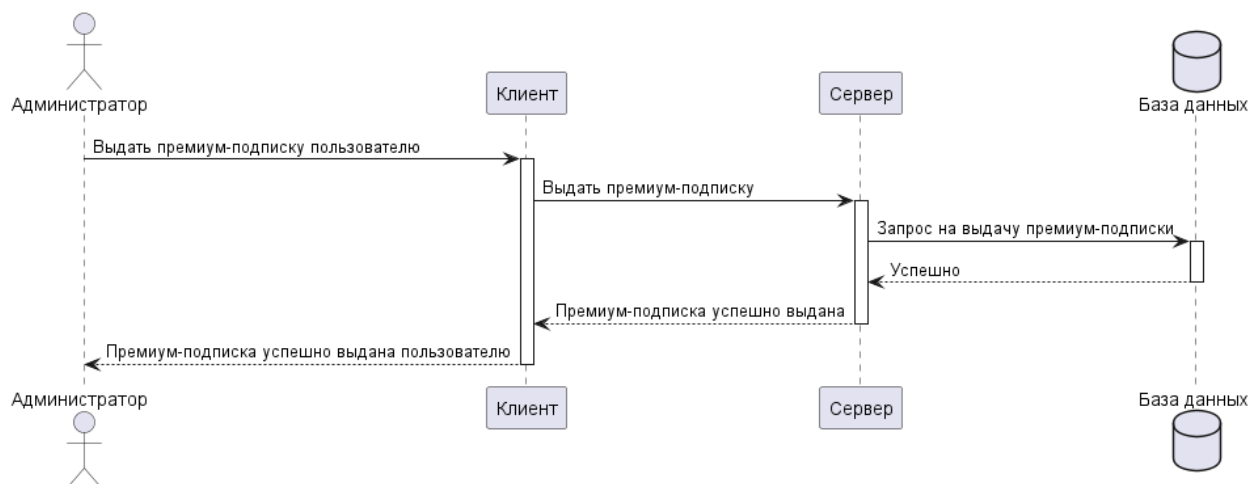 Администратор
Клиент
Сервер
База данных
Выдать премиум-подписку пользователю
Выдать премиум-подписку
Запрос на выдачу премиум-подписки
Успешно
Премиум-подписка успешно выдана
Премиум-подписка успешно выдана пользователю
Администратор
Клиент
Сервер
База данных